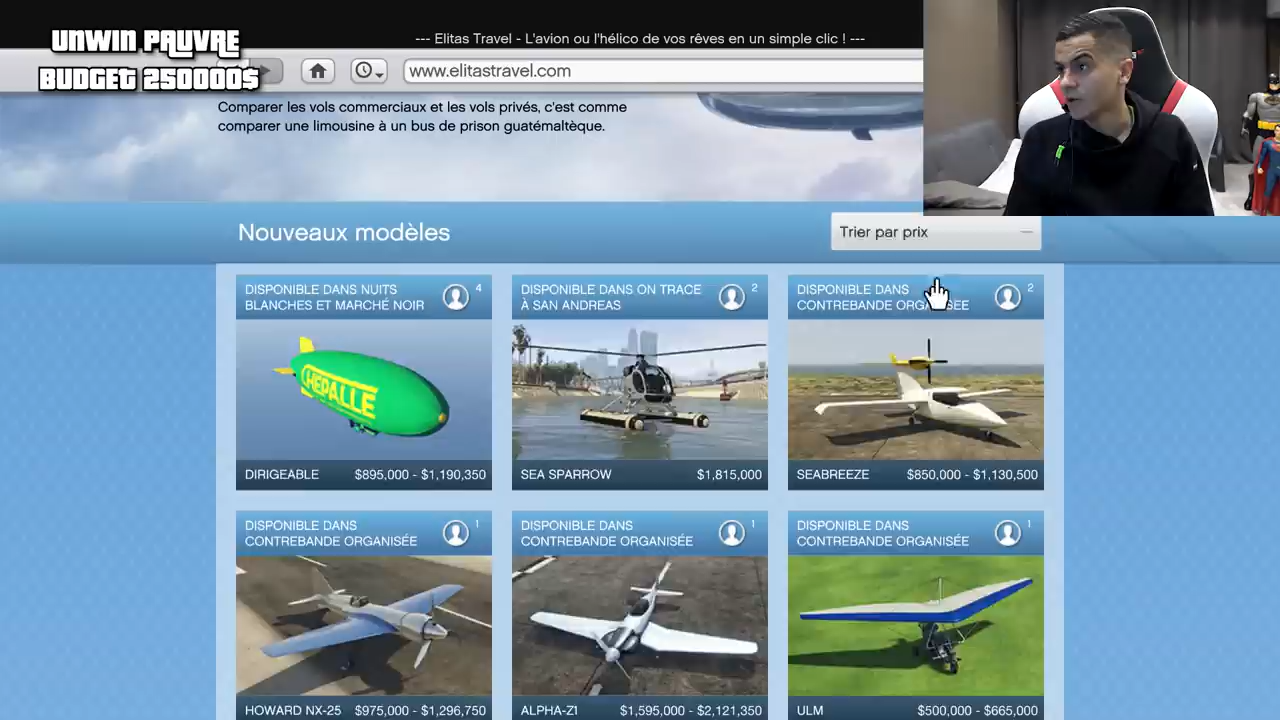 UNWIN PAUVRE
BUDGET 250000$
--- Elitas Travel - L'avion ou l'hélico de vos rêves en un simple clic ! ---
www.elitastravel.com
Comparer les vols commerciaux et les vols privés, c'est comme
comparer une limousine à un bus de prison guatémaltèque.
Nouveaux modèles
Trier par prix
DISPONIBLE DANS NUITS
BLANCHES ET MARCHÉ NOIR
4
HEPALLE
DIRIGEABLE
$895,000 - $1,190,350
DISPONIBLE DANS ON TRACE
À SAN ANDREAS
2
SEA SPARROW
$1,815,000
DISPONIBLE DANS
CONTREBANDE ORGANISÉE
2
SEABREEZE
$850,000 - $1,130,500
DISPONIBLE DANS
CONTREBANDE ORGANISÉE
1
HOWARD NX-25
$975,000 - $1,296,750
DISPONIBLE DANS
CONTREBANDE ORGANISÉE
1
ALPHA-Z1
$1,595,000 - $2,121,350
DISPONIBLE DANS
CONTREBANDE ORGANISÉE
1
ULM
$500,000 - $665,000